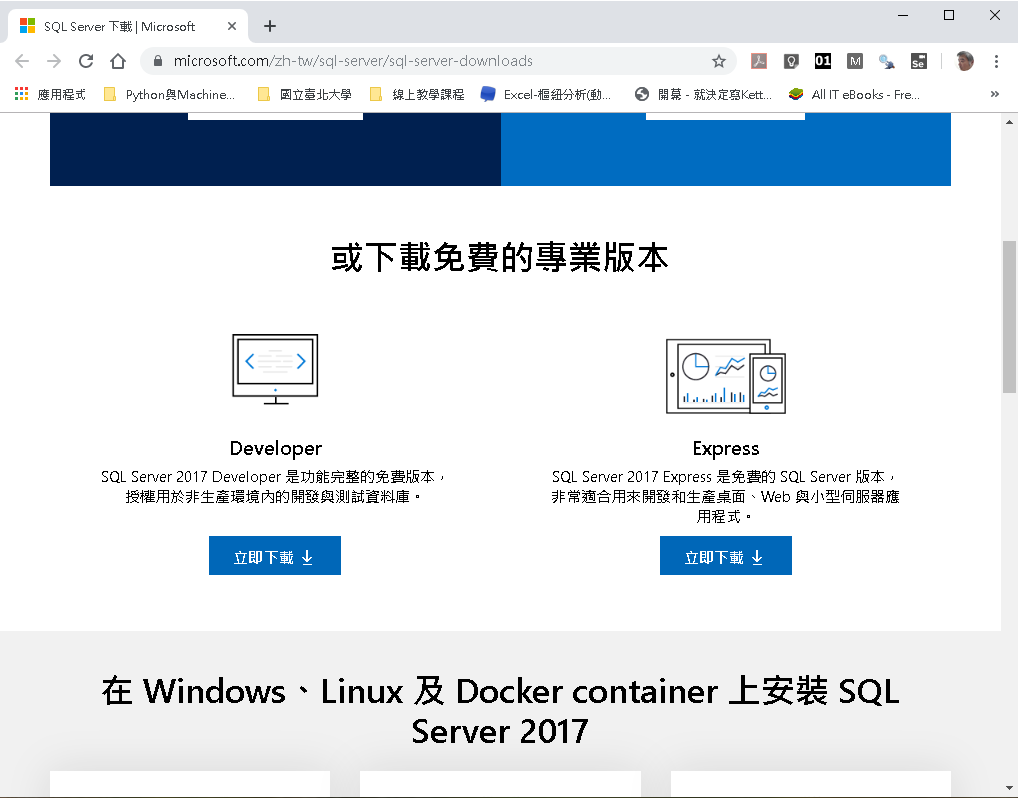 SQL Server 下載 | Microsoft
microsoft.com/zh-tw/sql-server/sql-server-downloads
01
M
Se
應用程式
Python與Machine...
國立臺北大學
線上教學課程
Excel-樞紐分析(動...
開幕 - 就決定寫Kett...
All IT eBooks - Fre...
»
或下載免費的專業版本
Developer
SQL Server 2017 Developer 是功能完整的免費版本，
授權用於非生產環境內的開發與測試資料庫。
立即下載
Express
SQL Server 2017 Express 是免費的 SQL Server 版本，
非常適合用來開發和生產桌面、Web 與小型伺服器應
用程式。
立即下載
在 Windows、Linux 及 Docker container 上安裝 SQL
Server 2017